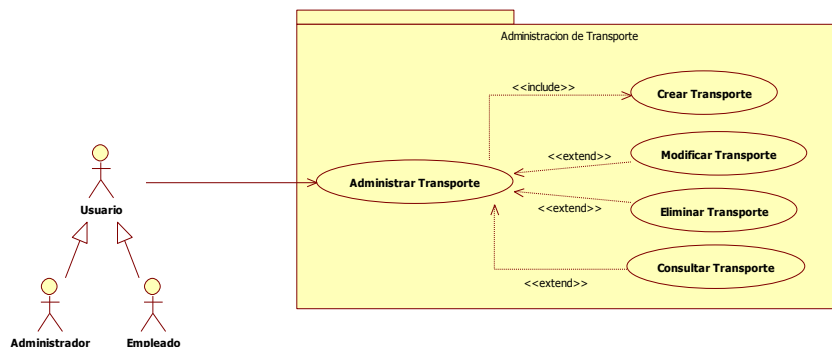 Administracion de Transporte
<<include>>
Crear Transporte
<<extend>>
Modificar Transporte
Administrar Transporte
<<extend>>
Eliminar Transporte
Usuario
Consultar Transporte
<<extend>>
Administrador
Empleado